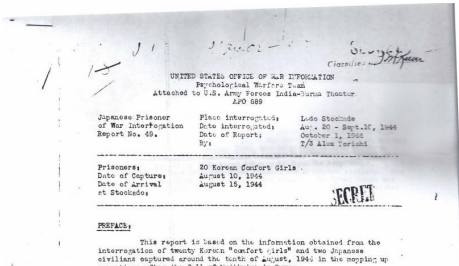 Classified
UNITED STATES OFFICE OF WAR INFORMATION
Psychological Warfare Team
Attached to U.S. Army Forces India-Burma Theater
APO 689
Japanese Prisoner Place interrogated: Ledo Stockade
of War Interrogation Date interrogated: Aug. 20 - Sept.10, 1944
Report No. 49. Date of Report: October 1, 1944
By: T/3 Alex Yorichi
Prisoners: 20 Korean Comfort Girls
Date of Capture: August 10, 1944
Date of Arrival August 15, 1944
at Stockade:
SECRET
PREFACE:
This report is based on the information obtained from the
interrogation of twenty Korean "comfort girls" and two Japanese
civilians captured around the tenth of August, 1944 in the mopping up